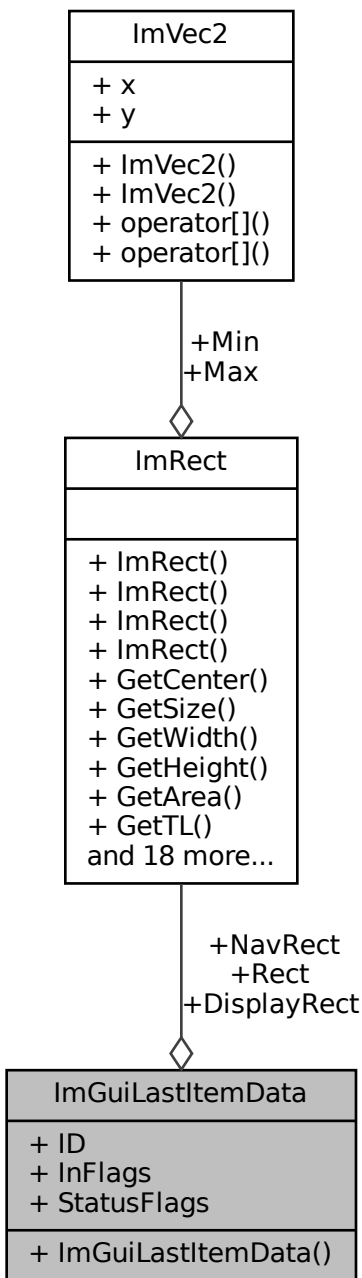 ImVec2
+ x
+ y
+ ImVec2()
+ ImVec2()
+ operator[]()
+ operator[]()
+Min
+Max
ImRect
+ ImRect()
+ ImRect()
+ ImRect()
+ ImRect()
+ GetCenter()
+ GetSize()
+ GetWidth()
+ GetHeight()
+ GetArea()
+ GetTL()
and 18 more...
+NavRect
+Rect
+DisplayRect
ImGuiLastItemData
+ ID
+ InFlags
+ StatusFlags
+ ImGuiLastItemData()